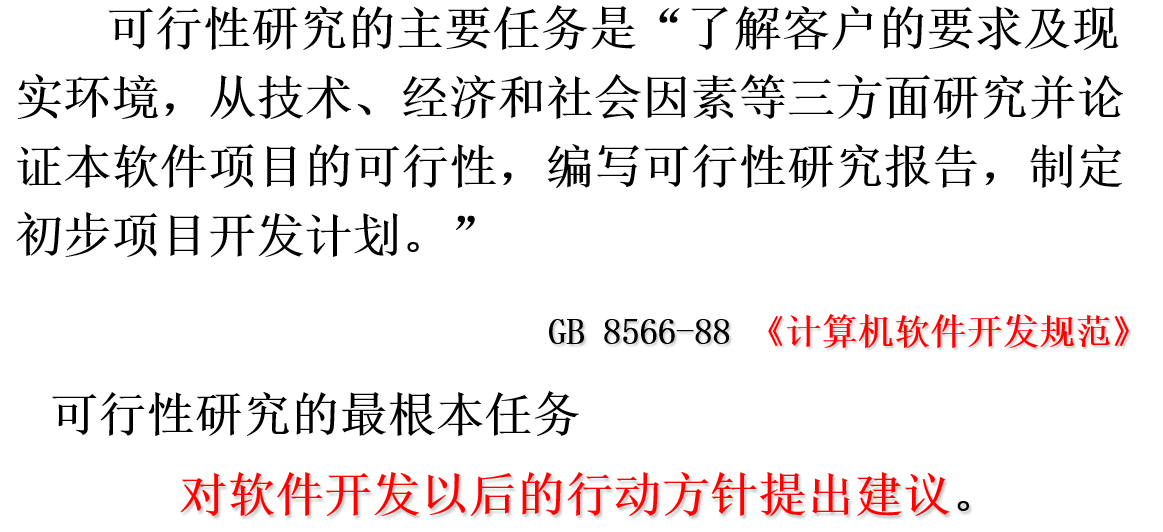 可行性研究的主要任务是“了解客户的要求及现
实环境，从技术、经济和社会因素等三方面研究并论
证本软件项目的可行性，编写可行性研究报告，制定
初步项目开发计划。”
GB 8566-88 《计算机软件开发规范》
可行性研究的最根本任务
对软件开发以后的行动方针提出建议。